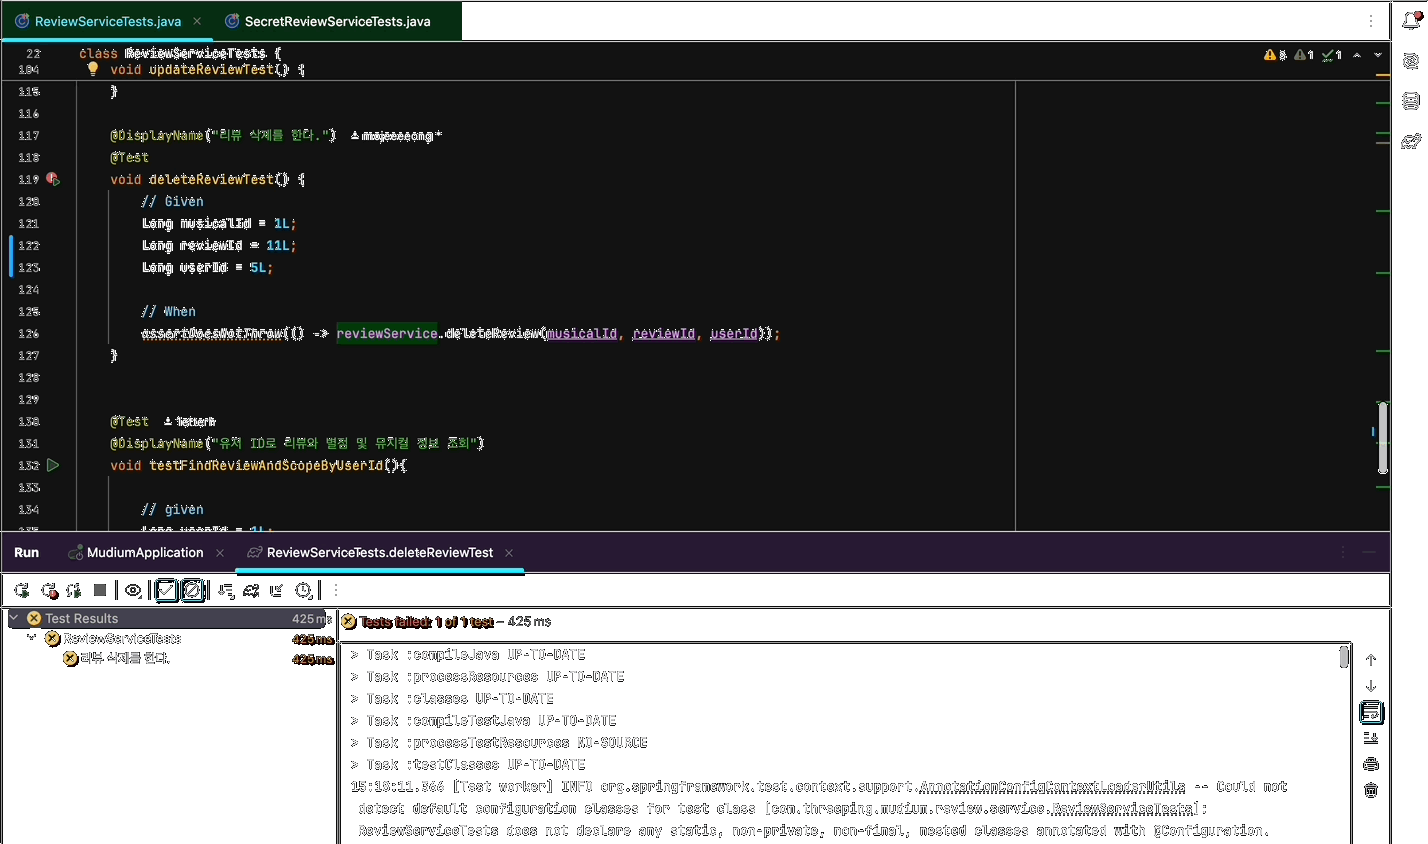 ReviewServiceTests.java
SecretReviewServiceTests.java
22 class ReviewServiceTests {
104 void updateReviewTest() {
8 1 1
115 }
116
117 @DisplayName("리뷰 삭제를 한다.")
118 @Test
119 void deleteReviewTest() {
120 // Given
121 Long musicalId = 1L;
122 Long reviewId = 11L;
123 Long userId = 5L;
124
125 // When
126 assertDoesNotThrow(() -> reviewService.deleteReview(musicalId, reviewId, userId));
127 }
128
129
130 @Test
131 @DisplayName("유저 ID로 리뷰와 별점 및 뮤지컬 정보 조회")
132 void testFindReviewAndScopeByUserId(){
133
134 // given
135 Long userId = 1L;
Run MudiumApplication ReviewServiceTests.deleteReviewTest
Test Results 425 ms
ReviewServiceTests 425 ms
리뷰 삭제를 한다. 425 ms
Tests failed: 1 of 1 test – 425 ms
> Task :compileJava UP-TO-DATE
> Task :processResources UP-TO-DATE
> Task :classes UP-TO-DATE
> Task :compileTestJava UP-TO-DATE
> Task :processTestResources NO-SOURCE
> Task :testClasses UP-TO-DATE
[Test worker] INFO org.springframework.test.context.support.AnnotationConfigContextLoaderUtils -- Could not
detect default configuration classes for test class [com.threeping.mudium.review.service.ReviewServiceTests]:
ReviewServiceTests does not declare any static, non-private, non-final, nested classes annotated with @Configuration.